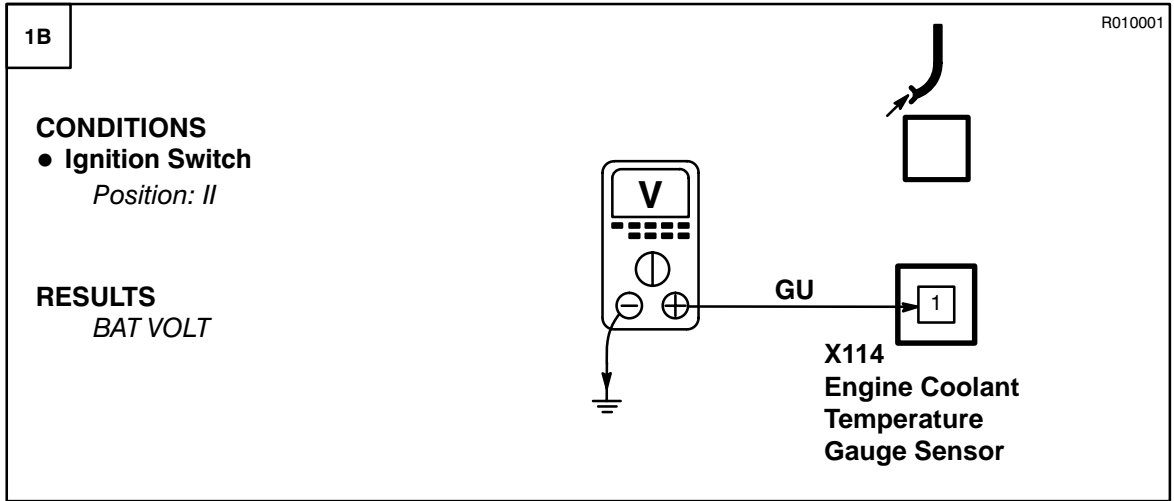 1B
R010001
CONDITIONS
● Ignition Switch
Position: II
RESULTS
BAT VOLT
V
GU
1
X114
Engine Coolant
Temperature
Gauge Sensor